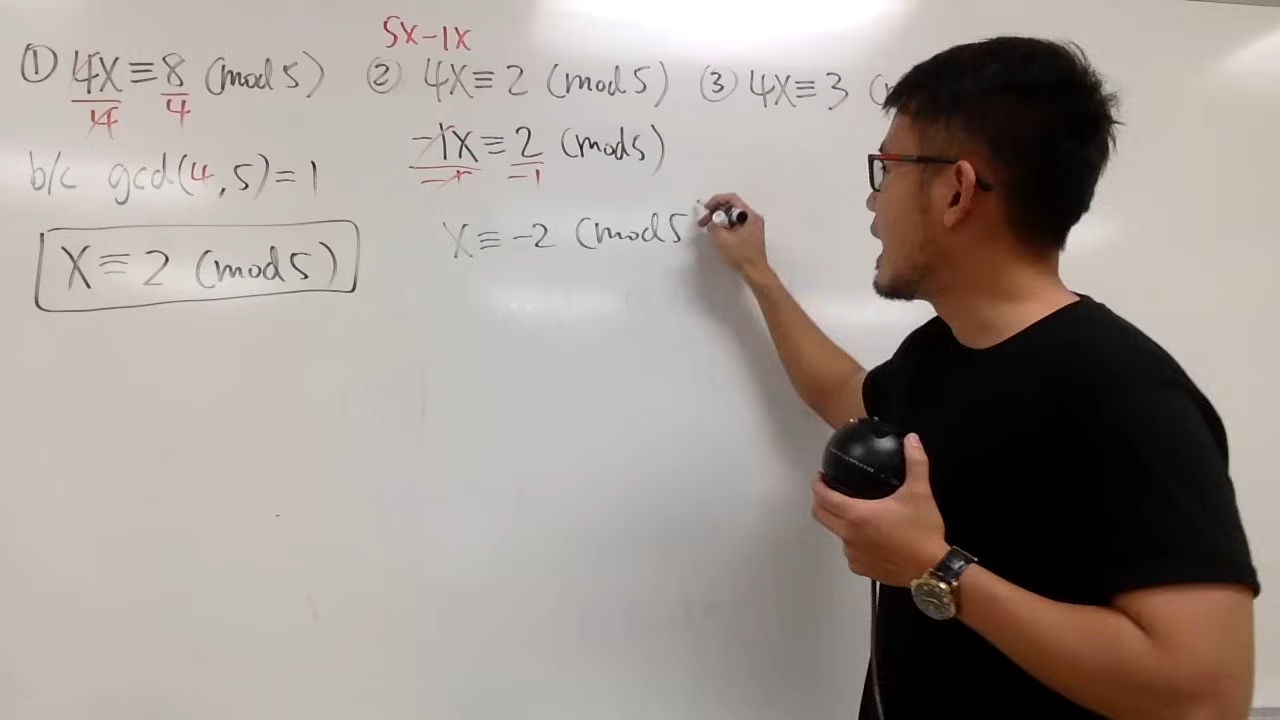 ① 4x ≡ 8 (mod 5)
4 4
b/c gcd(4,5)=1
x ≡ 2 (mod 5)
5x-1x
② 4x ≡ 2 (mod 5)
-1x ≡ 2 (mod 5)
-1 -1
x ≡ -2 (mod 5
③ 4x ≡ 3 (